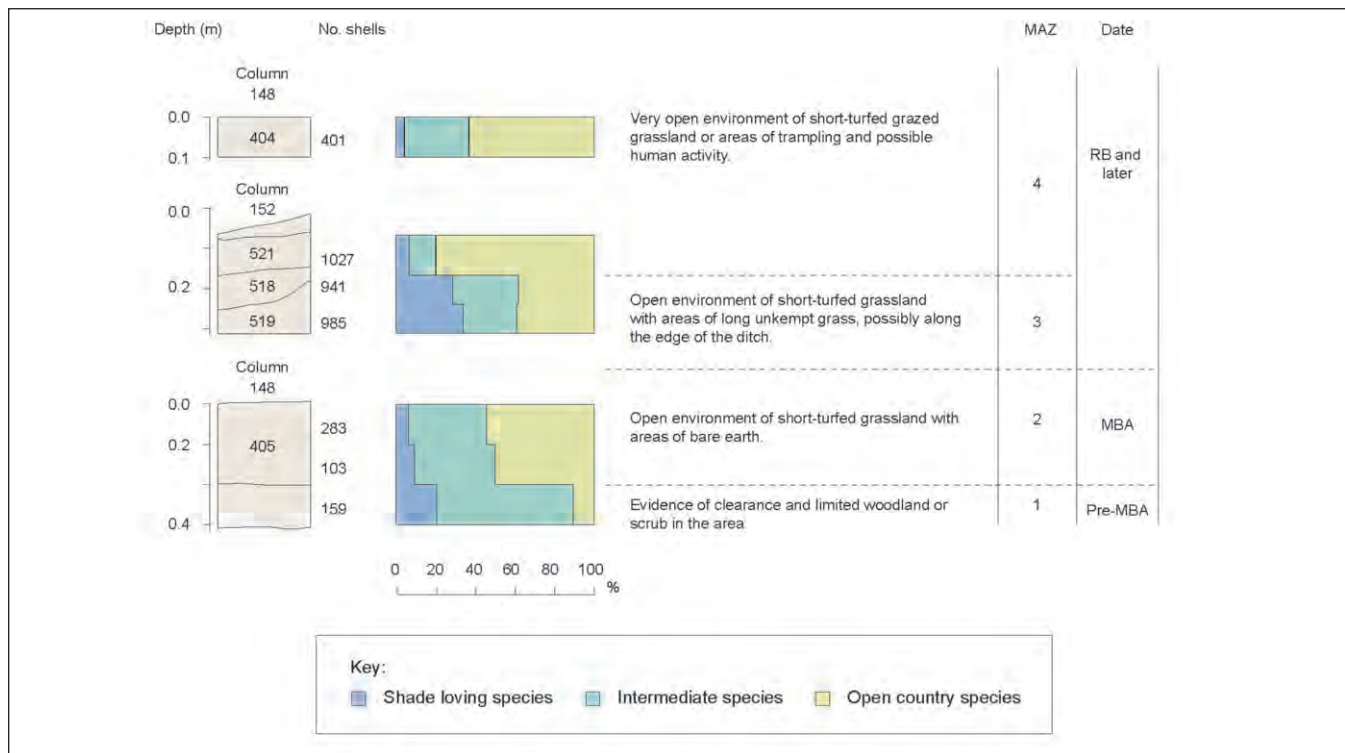 Depth (m) No. shells MAZ Date
Column
148
0.0
404
401
0.1
Very open environment of short-turfed grazed
grassland or areas of trampling and possible
human activity.
4
RB and
later
Column
152
0.0
521
1027
518
941
0.2
519
985
Open environment of short-turfed grassland
with areas of long unkempt grass, possibly along
the edge of the ditch.
3
Column
148
0.0
283
0.2
405
103
Open environment of short-turfed grassland with
areas of bare earth.
2
MBA
159
0.4
Evidence of clearance and limited woodland or
scrub in the area
1
Pre-MBA
0 20 40 60 80 100
%
Key:
Shade loving species Intermediate species Open country species